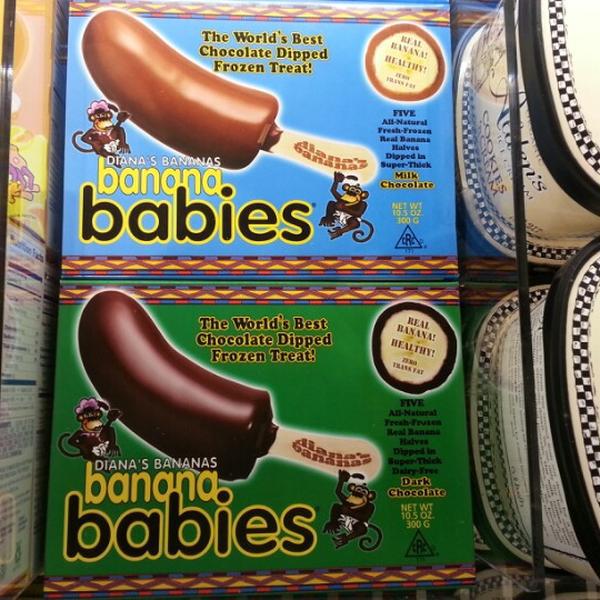 The World's Best
Chocolate Dipped
Frozen Treat!
REAL
BANANA!
HEALTHY!
ZERO
TRANS FAT
FIVE
All-Natural
Fresh-Frozen
Real Banana
Halves
Dipped in
Super-Thick
Milk
Chocolate
diana's
bananas
DIANA'S BANANAS
banana
babies
NET WT
10.5 OZ.
300 G
CRC
The World's Best
Chocolate Dipped
Frozen Treat!
REAL
BANANA!
HEALTHY!
ZERO
TRANS FAT
FIVE
All-Natural
Fresh-Frozen
Real Banana
Halves
Dipped in
Super-Thick
Dairy-Free
Dark
Chocolate
diana's
bananas
DIANA'S BANANAS
banana
babies
NET WT
10.5 OZ.
300 G
CRC